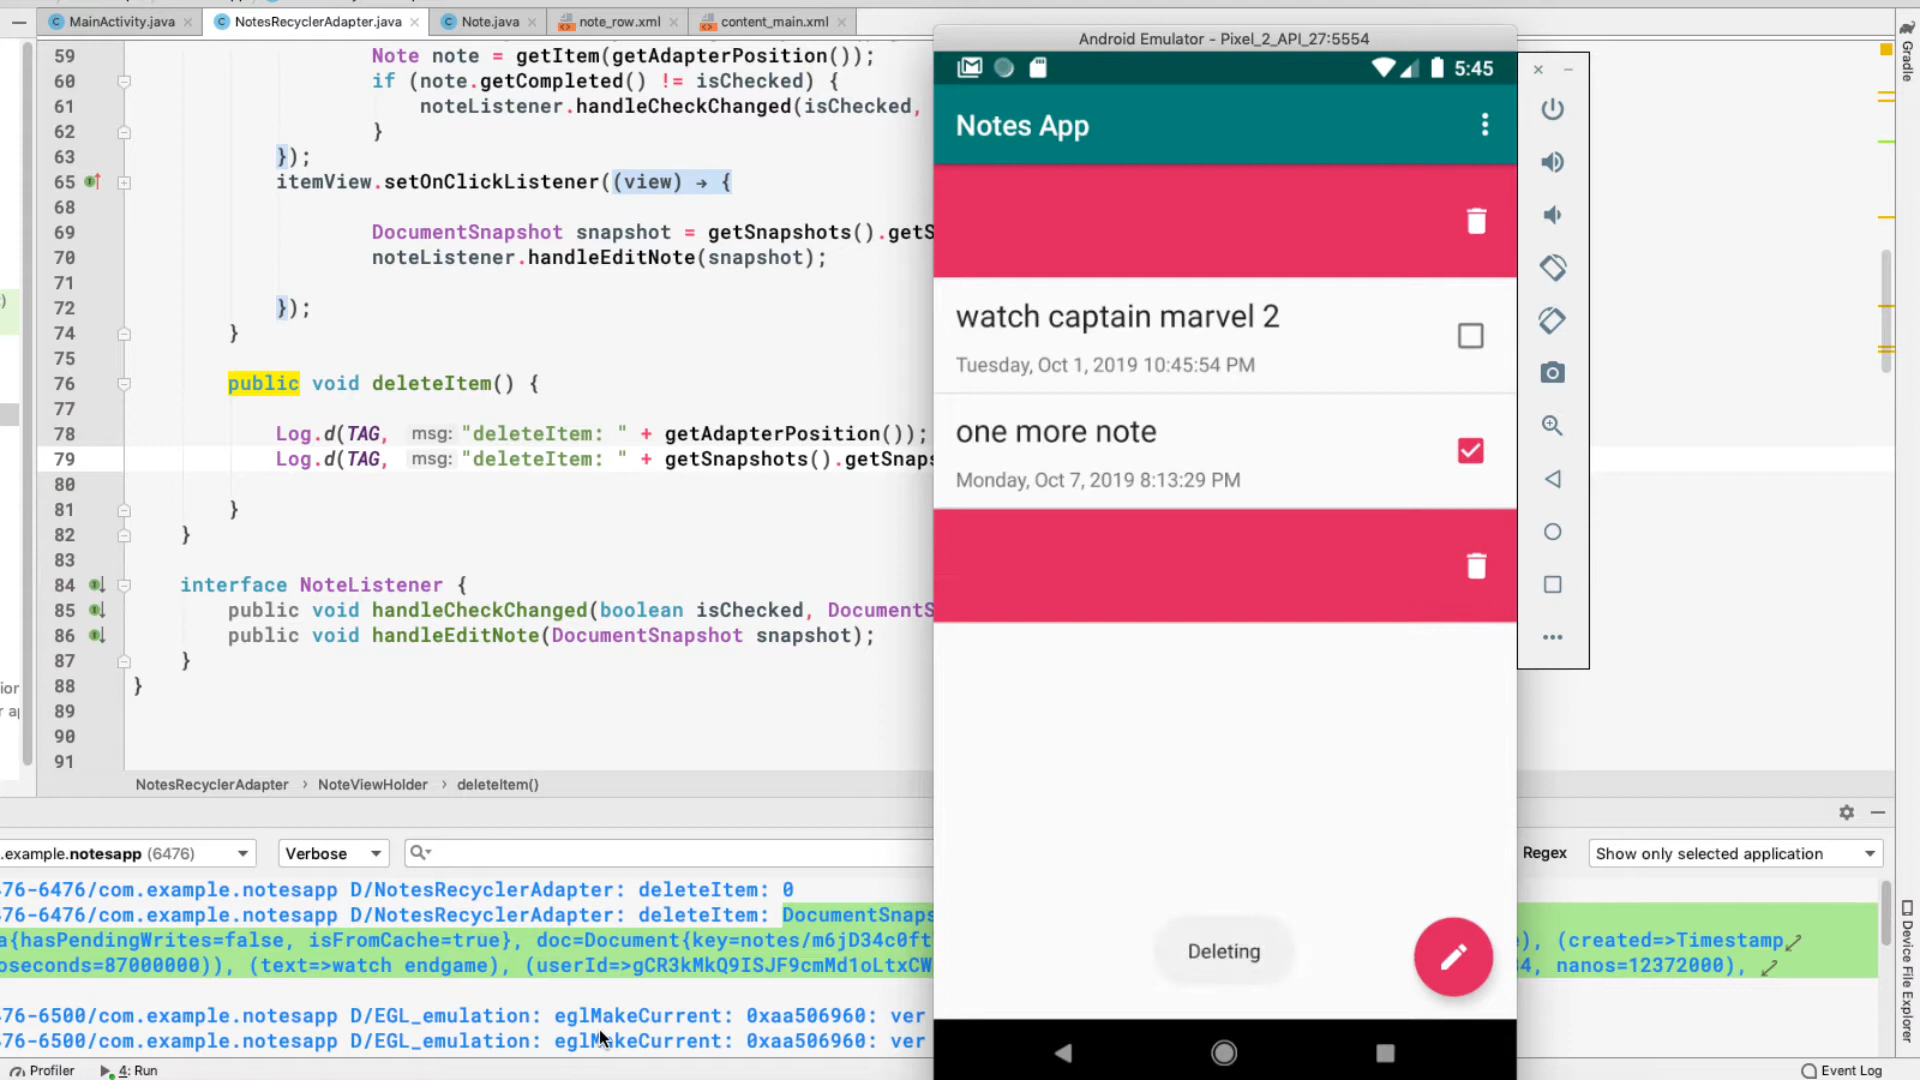 MainActivity.java
NotesRecyclerAdapter.java
Note.java
note_row.xml
content_main.xml
59 Note note = getItem(getAdapterPosition());
60 if (note.getCompleted() != isChecked) {
61 noteListener.handleCheckChanged(isChecked,
62 }
63 });
65 itemView.setOnClickListener((view) → {
68
69 DocumentSnapshot snapshot = getSnapshots().getS
70 noteListener.handleEditNote(snapshot);
71
72 });
74 }
75
76 public void deleteItem() {
77
78 Log.d(TAG, msg: "deleteItem: " + getAdapterPosition());
79 Log.d(TAG, msg: "deleteItem: " + getSnapshots().getSnaps
80
81 }
82 }
83
84 interface NoteListener {
85 public void handleCheckChanged(boolean isChecked, DocumentS
86 public void handleEditNote(DocumentSnapshot snapshot);
87 }
88 }
89
90
91
NotesRecyclerAdapter › NoteViewHolder › deleteItem()
Android Emulator - Pixel_2_API_27:5554
5:45
Notes App
watch captain marvel 2
Tuesday, Oct 1, 2019 10:45:54 PM
one more note
Monday, Oct 7, 2019 8:13:29 PM
Deleting
Gradle
Device File Explorer
.example.notesapp (6476)
Verbose
Regex
Show only selected application
76-6476/com.example.notesapp D/NotesRecyclerAdapter: deleteItem: 0
76-6476/com.example.notesapp D/NotesRecyclerAdapter: deleteItem: DocumentSnaps
a{hasPendingWrites=false, isFromCache=true}, doc=Document{key=notes/m6jD34c0ft ), (created=>Timestamp
oseconds=87000000)), (text=>watch endgame), (userId=>gCR3kMkQ9ISJF9cmMd1oLtxCW 4, nanos=12372000),
76-6500/com.example.notesapp D/EGL_emulation: eglMakeCurrent: 0xaa506960: ver
76-6500/com.example.notesapp D/EGL_emulation: eglMakeCurrent: 0xaa506960: ver
Profiler
4: Run
Event Log